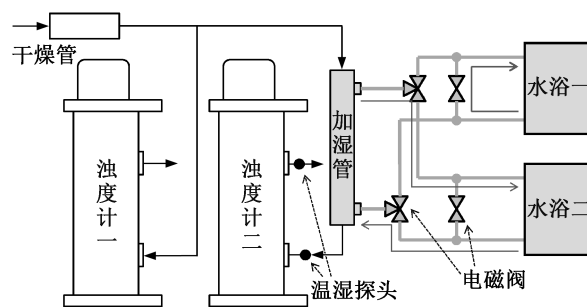 干燥管
水浴一
加湿管
浊度计一
浊度计二
水浴二
温湿探头
电磁阀